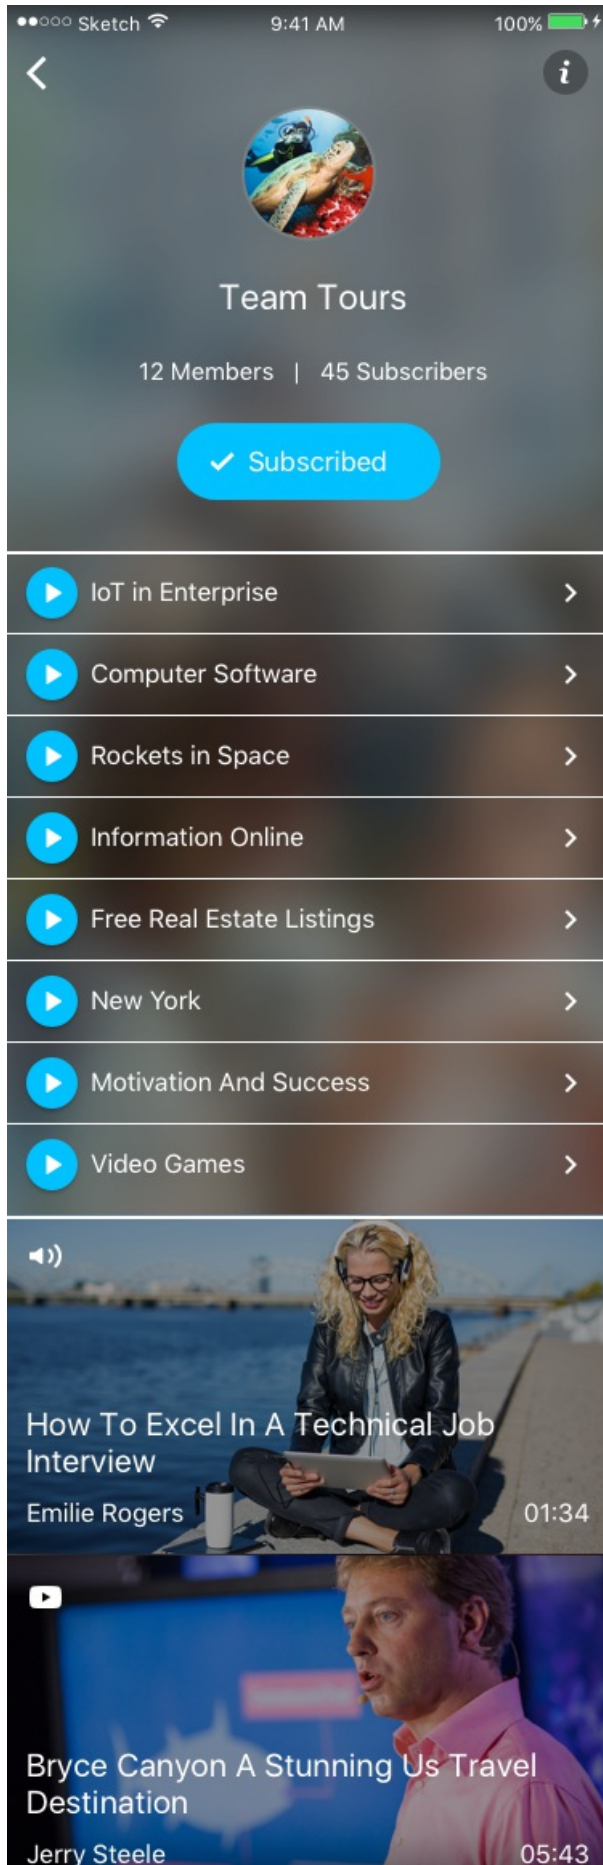 Sketch 9:41 AM 100%
i
Team Tours
12 Members | 45 Subscribers
Subscribed
IoT in Enterprise
Computer Software
Rockets in Space
Information Online
Free Real Estate Listings
New York
Motivation And Success
Video Games
How To Excel In A Technical Job
Interview
Emilie Rogers 01:34
Bryce Canyon A Stunning Us Travel
Destination
Jerry Steele 05:43